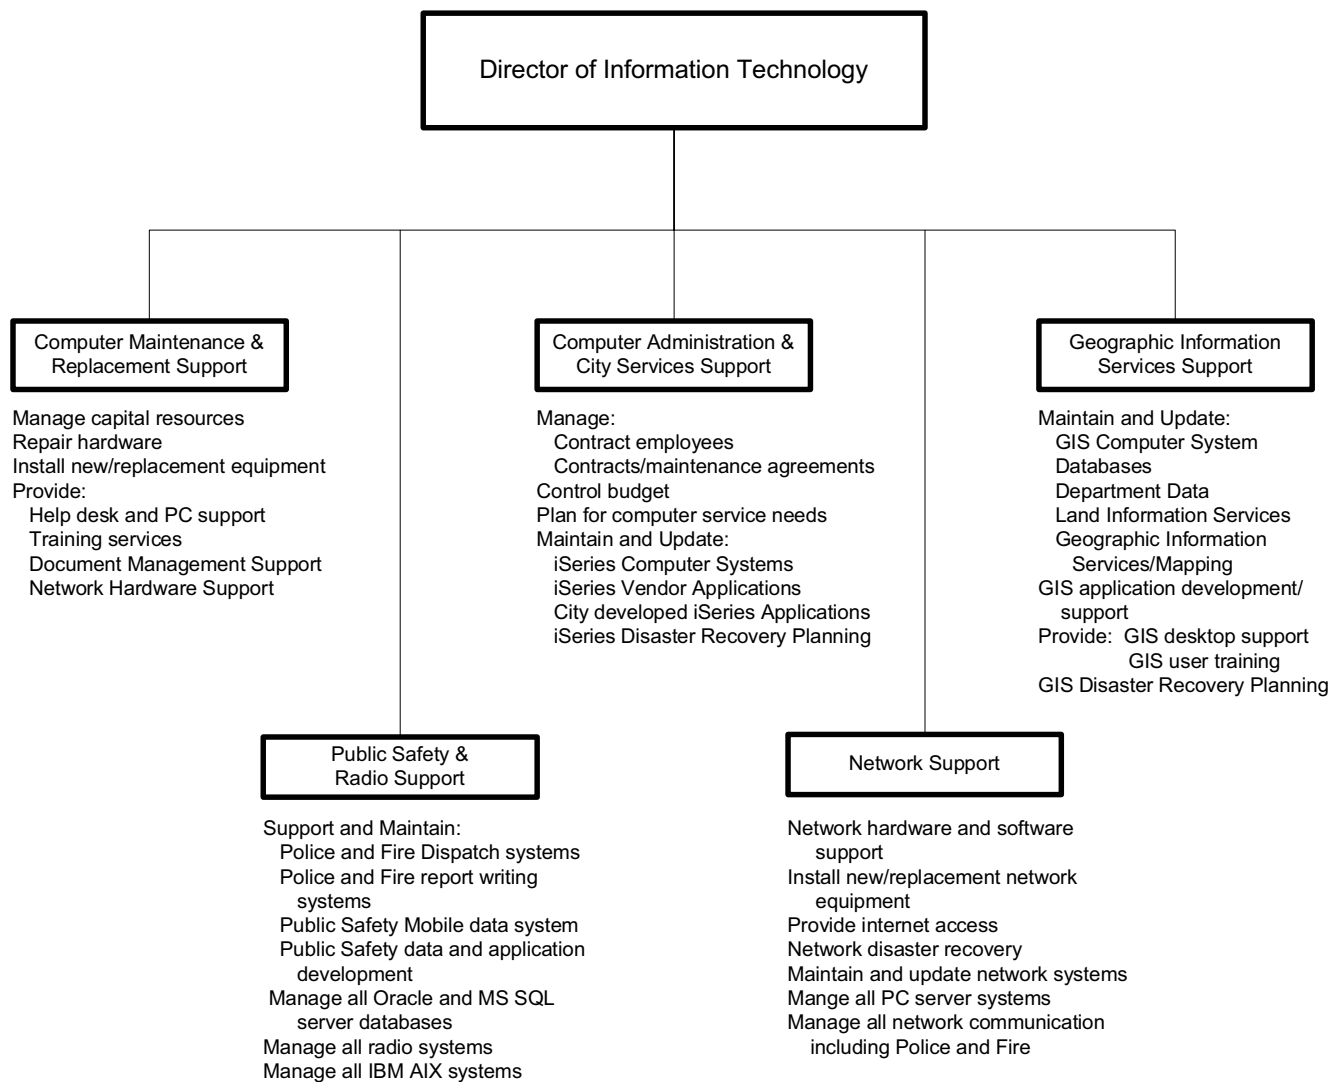 Director of Information Technology
Computer Maintenance &
Replacement Support
Manage capital resources
Repair hardware
Install new/replacement equipment
Provide:
Help desk and PC support
Training services
Document Management Support
Network Hardware Support
Computer Administration &
City Services Support
Manage:
Contract employees
Contracts/maintenance agreements
Control budget
Plan for computer service needs
Maintain and Update:
iSeries Computer Systems
iSeries Vendor Applications
City developed iSeries Applications
iSeries Disaster Recovery Planning
Geographic Information
Services Support
Maintain and Update:
GIS Computer System
Databases
Department Data
Land Information Services
Geographic Information
Services/Mapping
GIS application development/
support
Provide: GIS desktop support
GIS user training
GIS Disaster Recovery Planning
Public Safety &
Radio Support
Support and Maintain:
Police and Fire Dispatch systems
Police and Fire report writing
systems
Public Safety Mobile data system
Public Safety data and application
development
Manage all Oracle and MS SQL
server databases
Manage all radio systems
Manage all IBM AIX systems
Network Support
Network hardware and software
support
Install new/replacement network
equipment
Provide internet access
Network disaster recovery
Maintain and update network systems
Mange all PC server systems
Manage all network communication
including Police and Fire